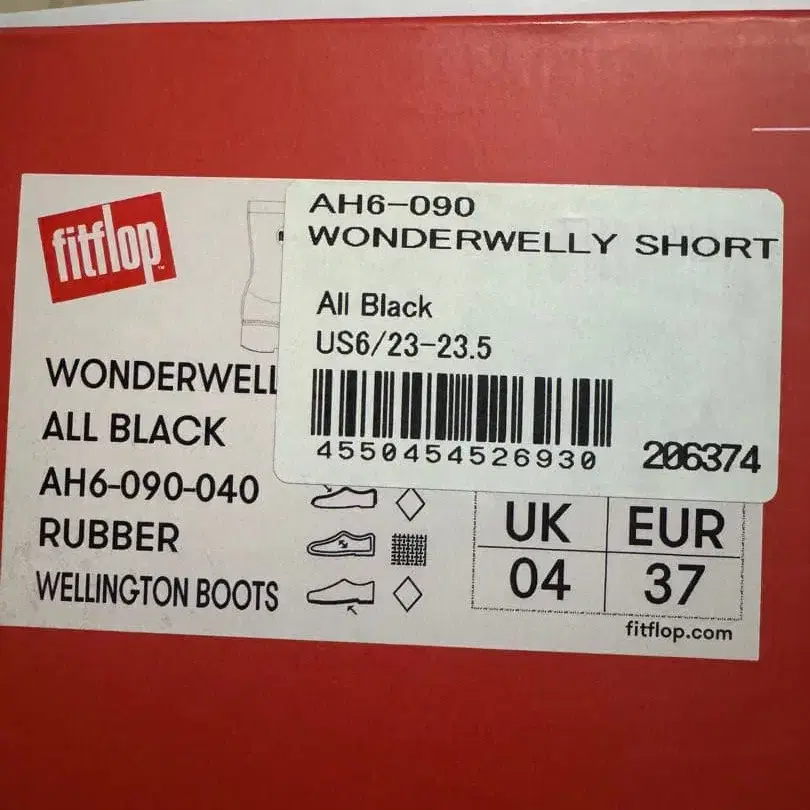 fitflop™
AH6-090
WONDERWELLY SHORT
All Black
US6/23-23.5
4550454526930 206374
WONDERWELL
ALL BLACK
AH6-090-040
RUBBER
WELLINGTON BOOTS
UK EUR
04 37
fitflop.com